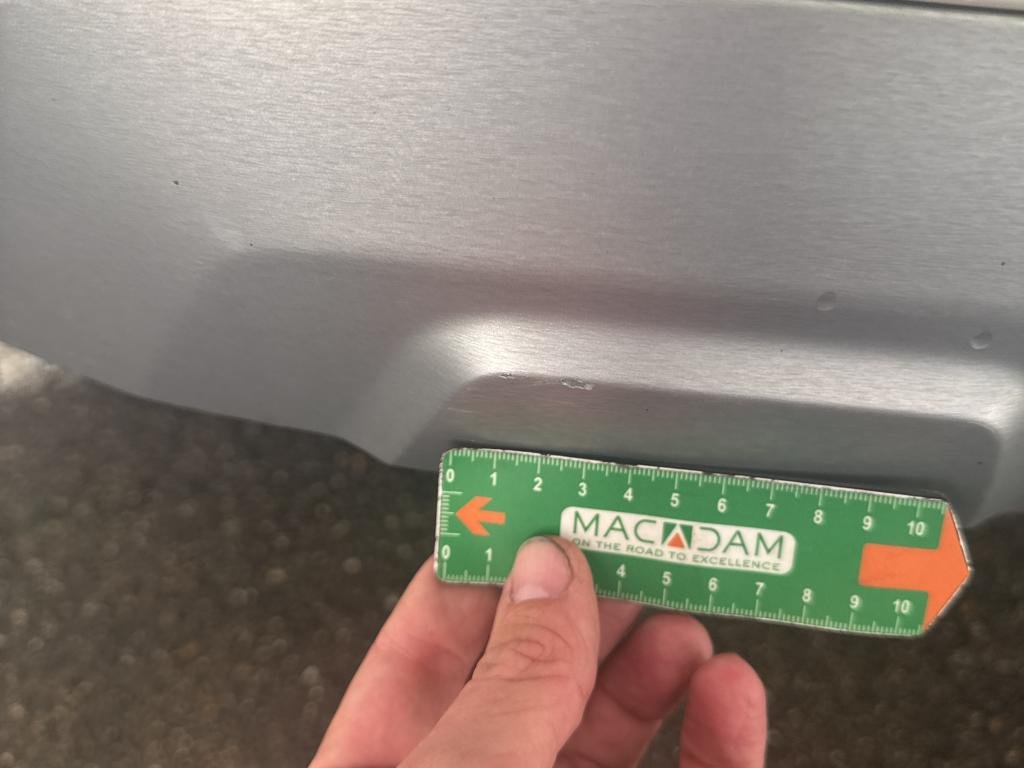 0 1 2 3 4 5 6 7 8 9 10
MACADAM
ON THE ROAD TO EXCELLENCE
0 1 4 5 6 7 8 9 10